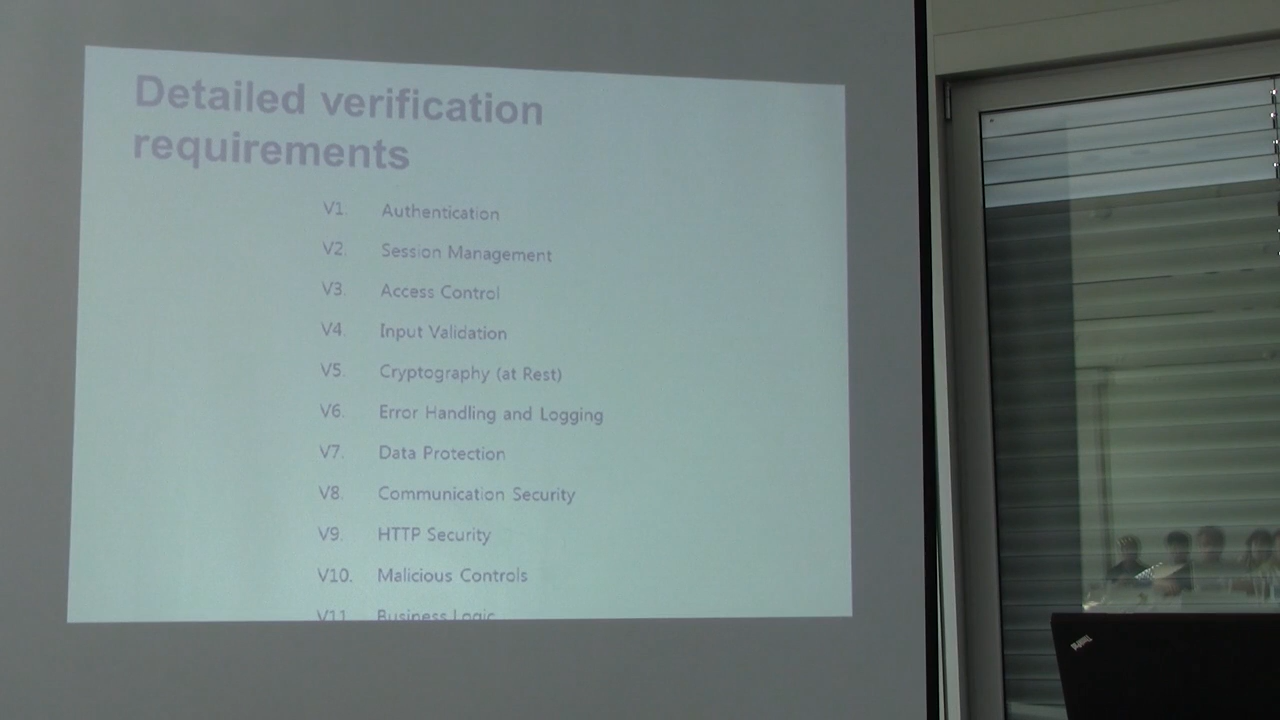 Detailed verification
requirements
V1. Authentication
V2. Session Management
V3. Access Control
V4. Input Validation
V5. Cryptography (at Rest)
V6. Error Handling and Logging
V7. Data Protection
V8. Communication Security
V9. HTTP Security
V10. Malicious Controls
V11. Business Logic